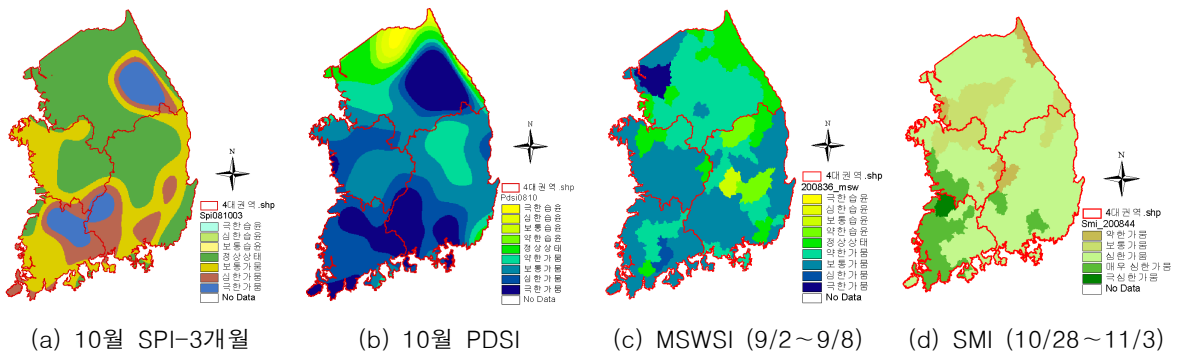 N
4대권역.shp
Spi081003
극한습윤
심한습윤
보통습윤
정상상태
보통가뭄
심한가뭄
극한가뭄
No Data
(a) 10월 SPI-3개월
N
4대권역.shp
Pdsi0810
극한습윤
심한습윤
보통습윤
약한습윤
정상상태
약한가뭄
보통가뭄
심한가뭄
극한가뭄
No Data
(b) 10월 PDSI
N
4대권역.shp
200836_msw
극한습윤
심한습윤
보통습윤
약한습윤
정상상태
약한가뭄
보통가뭄
심한가뭄
극한가뭄
No Data
(c) MSWSI (9/2~9/8)
N
4대권역.shp
Smi_200844
약한가뭄
보통가뭄
심한가뭄
매우 심한가뭄
극심한가뭄
No Data
(d) SMI (10/28~11/3)